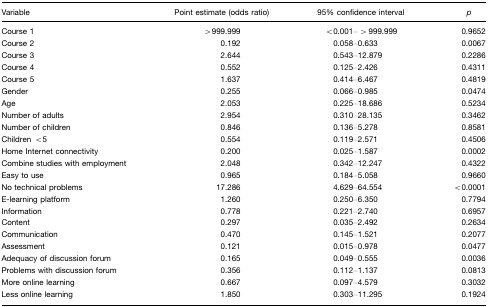 Variable Point estimate (odds ratio) 95% confidence interval p
Course 1 >999.999 <0.001– >999.999 0.9652
Course 2 0.192 0.058–0.633 0.0067
Course 3 2.644 0.543–12.879 0.2286
Course 4 0.552 0.125–2.426 0.4311
Course 5 1.637 0.414–6.467 0.4819
Gender 0.255 0.066–0.985 0.0474
Age 2.053 0.225–18.686 0.5234
Number of adults 2.954 0.310–28.135 0.3462
Number of children 0.846 0.136–5.278 0.8581
Children <5 0.554 0.119–2.571 0.4506
Home Internet connectivity 0.200 0.025–1.587 0.0002
Combine studies with employment 2.048 0.342–12.247 0.4322
Easy to use 0.965 0.184–5.058 0.9660
No technical problems 17.286 4.629–64.554 <0.0001
E-learning platform 1.260 0.250–6.350 0.7794
Information 0.778 0.221–2.740 0.6957
Content 0.297 0.035–2.492 0.2634
Communication 0.470 0.145–1.521 0.2077
Assessment 0.121 0.015–0.978 0.0477
Adequacy of discussion forum 0.165 0.049–0.555 0.0036
Problems with discussion forum 0.356 0.112–1.137 0.0813
More online learning 0.667 0.097–4.579 0.3032
Less online learning 1.850 0.303–11.295 0.1924